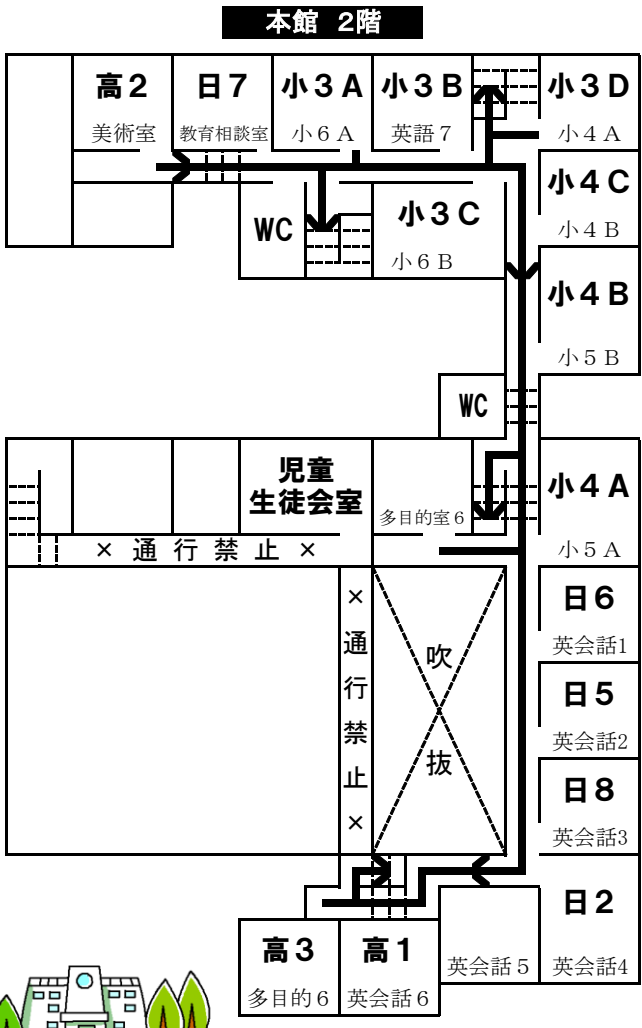 本館 2階
高2 日7 小3A 小3B 小3D
美術室 教育相談室 小6A 英語7 小4A
小4C
WC 小3C 小4B
小6B
小4B
小5B
WC
児童
生徒会室
小4A
多目的室6
× 通行禁止 × 小5A
× 通行禁止 ×
吹抜
日6
英会話1
日5
英会話2
日8
英会話3
日2
高3 高1
英会話5 英会話4
多目的6 英会話6